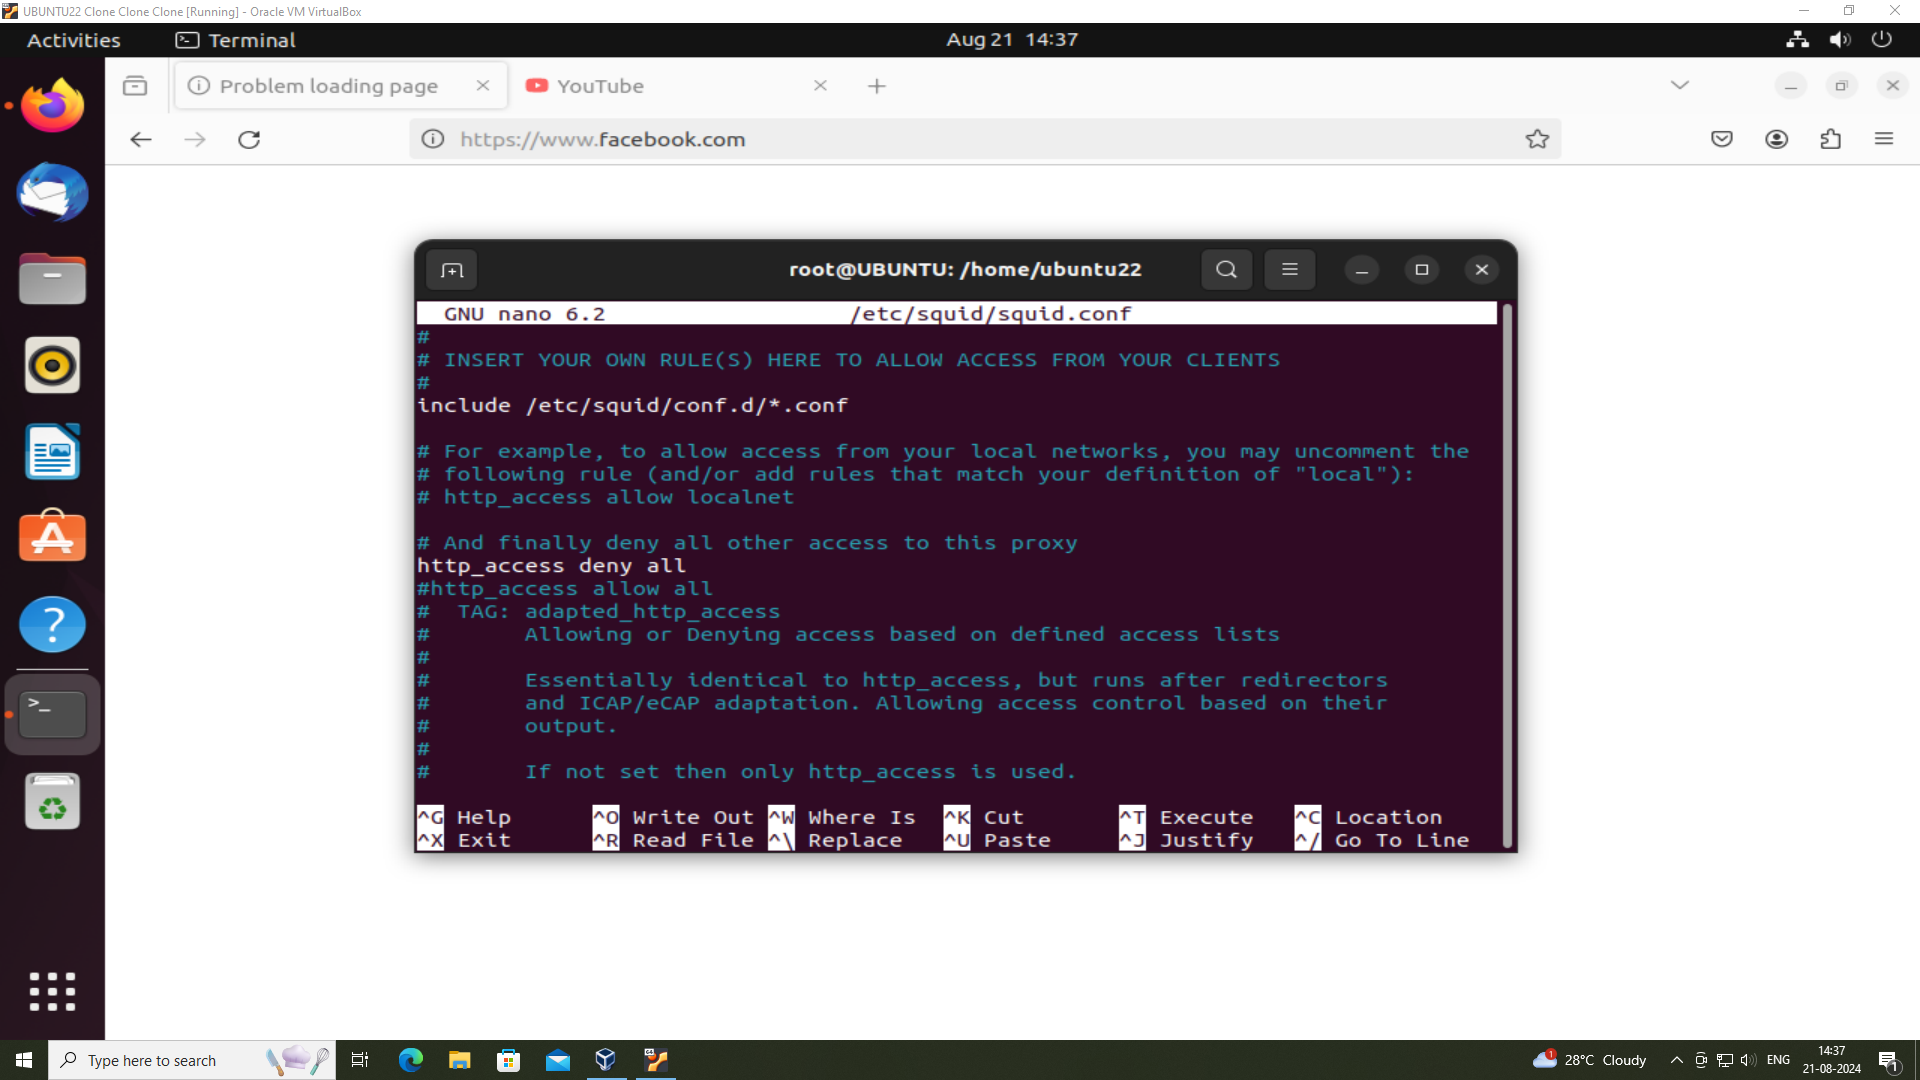 UBUNTU22 Clone Clone Clone [Running] - Oracle VM VirtualBox
Activities Terminal Aug 21 14:37
Problem loading page YouTube
https://www.facebook.com
root@UBUNTU: /home/ubuntu22
GNU nano 6.2 /etc/squid/squid.conf
#
# INSERT YOUR OWN RULE(S) HERE TO ALLOW ACCESS FROM YOUR CLIENTS
#
include /etc/squid/conf.d/*.conf
# For example, to allow access from your local networks, you may uncomment the
# following rule (and/or add rules that match your definition of "local"):
# http_access allow localnet
# And finally deny all other access to this proxy
http_access deny all
#http_access allow all
#  TAG: adapted_http_access
#       Allowing or Denying access based on defined access lists
#
#       Essentially identical to http_access, but runs after redirectors
#       and ICAP/eCAP adaptation. Allowing access control based on their
#       output.
#
#       If not set then only http_access is used.
^G Help ^O Write Out ^W Where Is ^K Cut ^T Execute ^C Location
^X Exit ^R Read File ^\ Replace ^U Paste ^J Justify ^/ Go To Line
Type here to search 1 28°C Cloudy ENG 14:37 1
21-08-2024